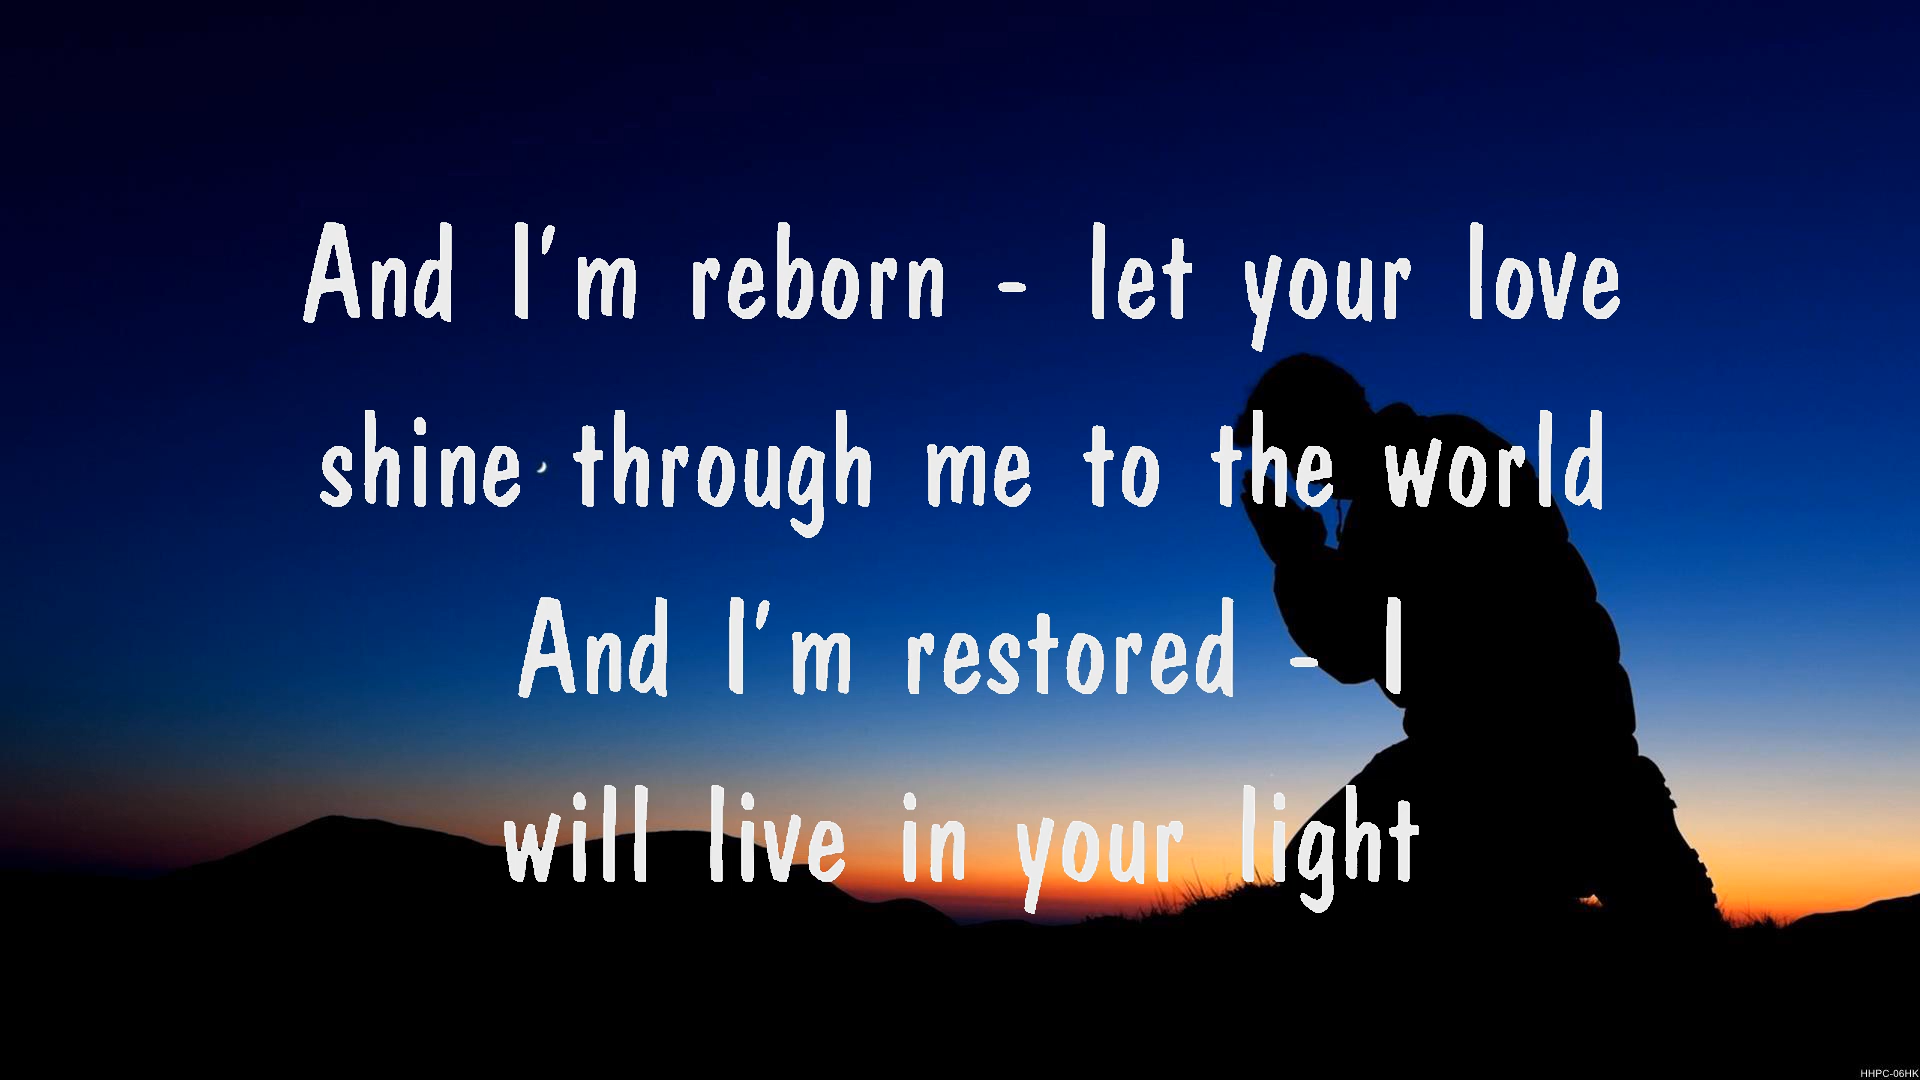 And I'm reborn - let your love
shine through me to the world
And I'm restored - I
will live in your light
HHPC-06HK